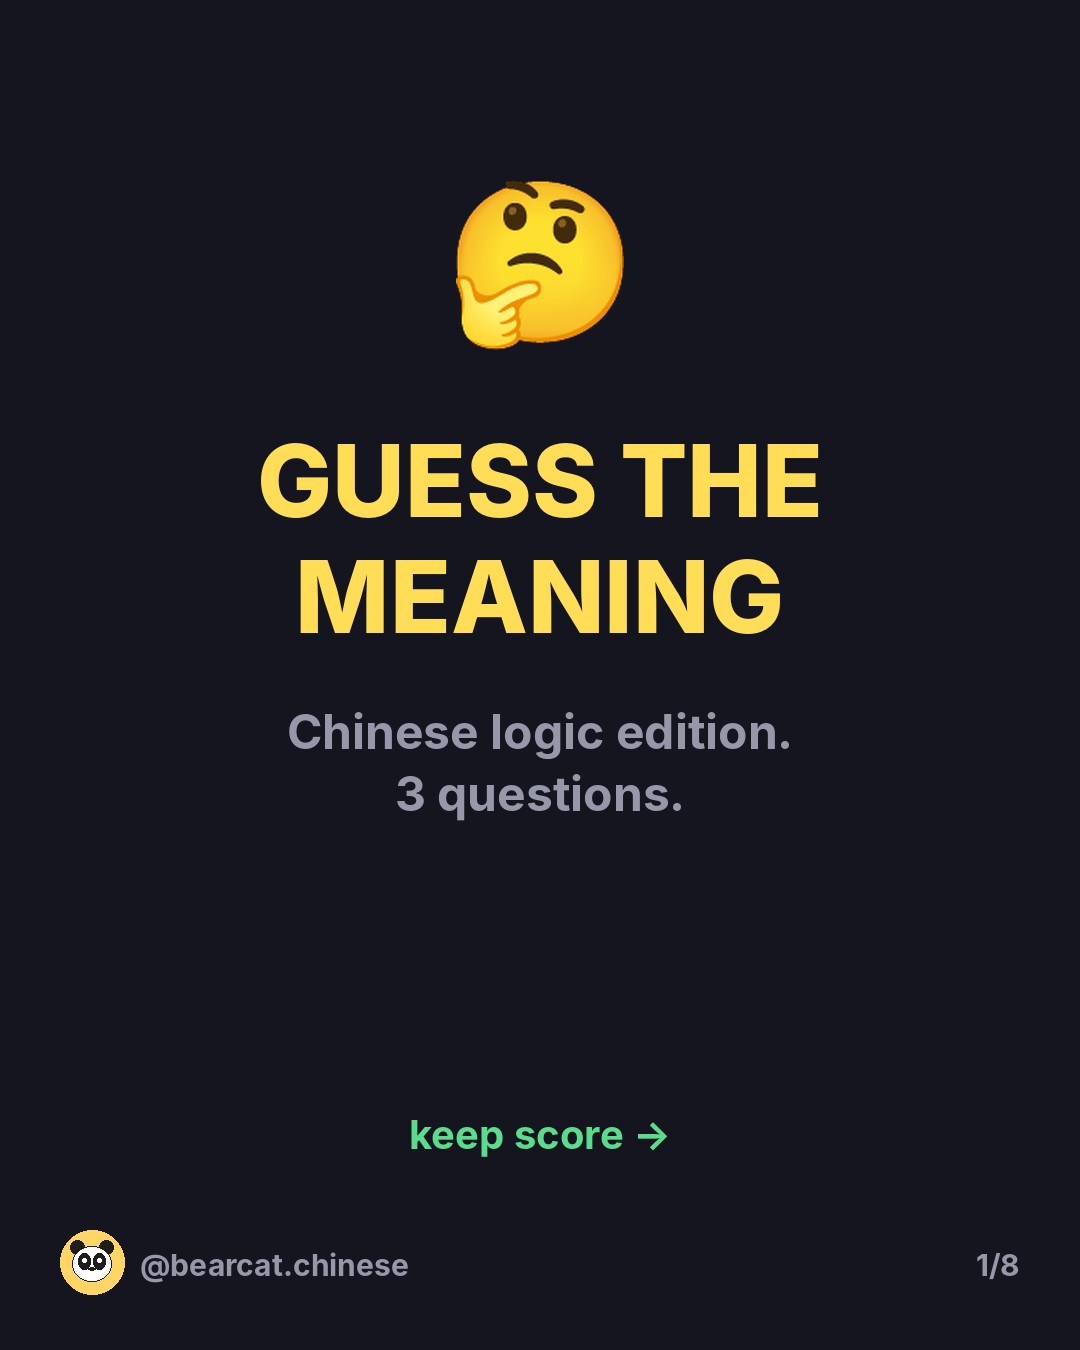 GUESS THE
MEANING
Chinese logic edition.
3 questions.
keep score →
@bearcat.chinese
1/8